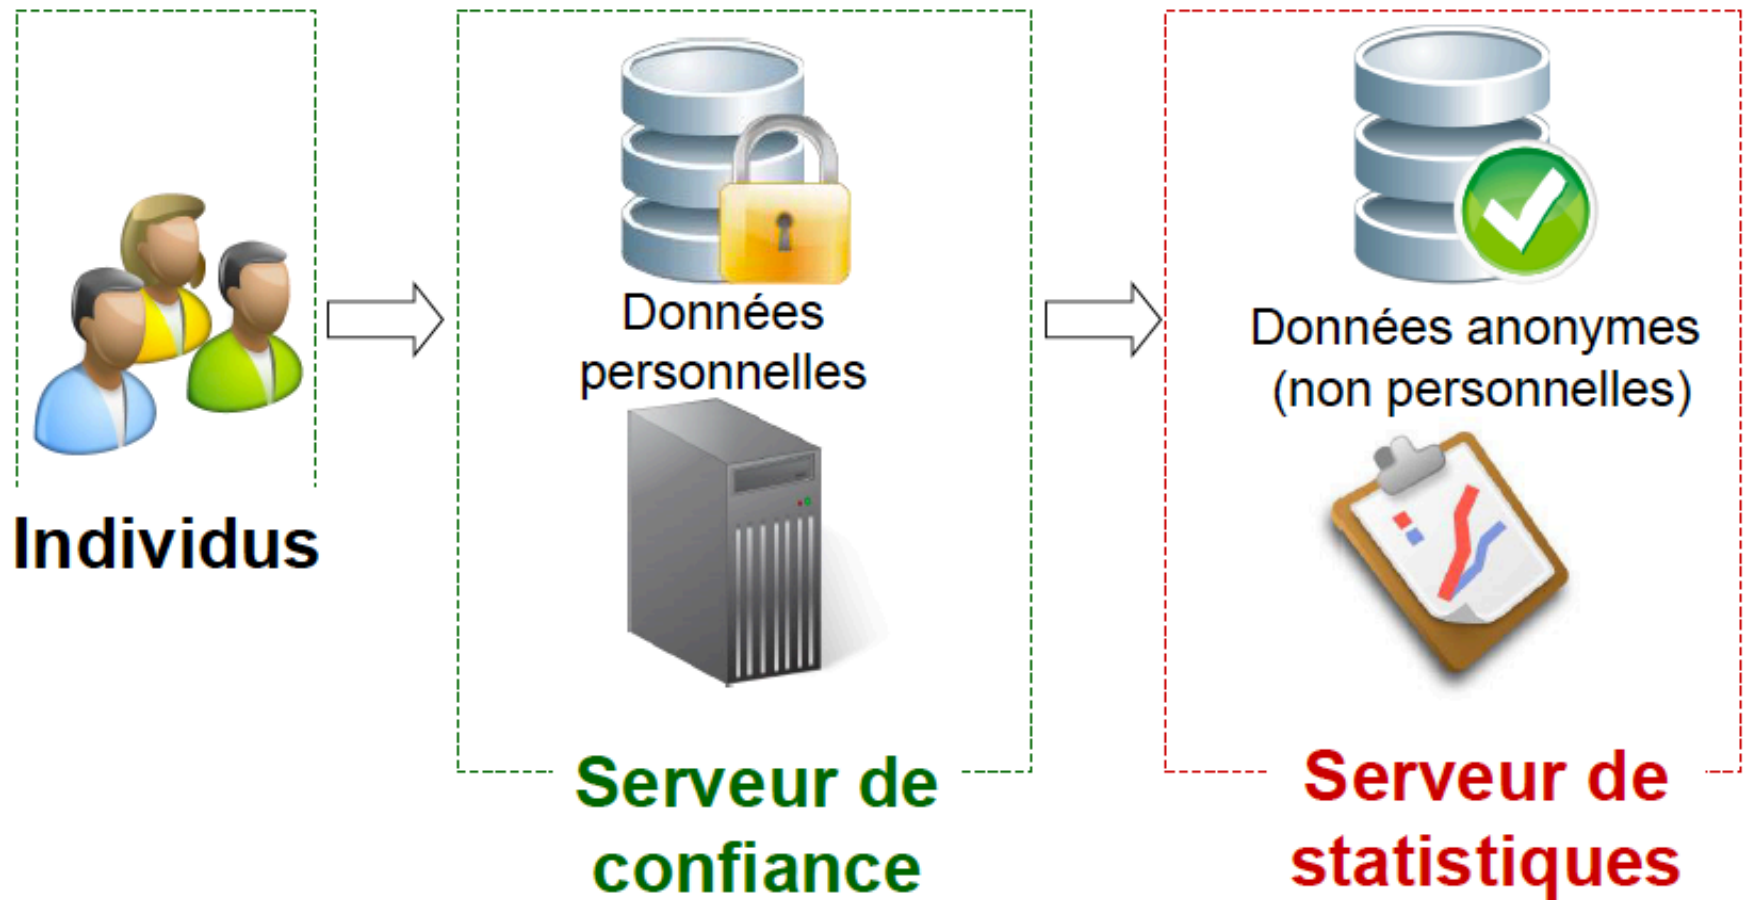 Individus
Données
personnelles
Serveur de
confiance
Données anonymes
(non personnelles)
Serveur de
statistiques